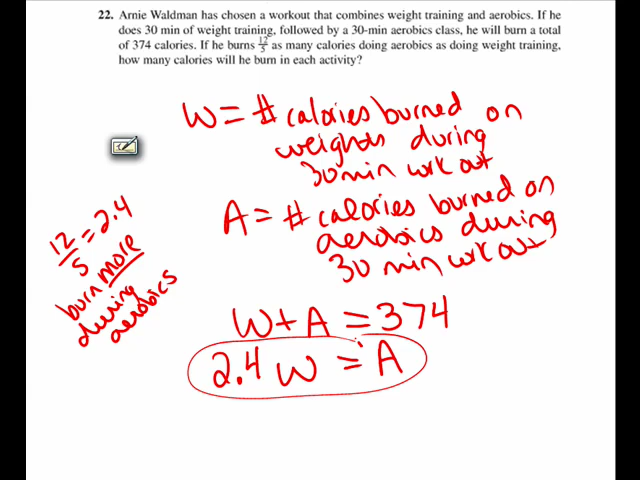 22. Arnie Waldman has chosen a workout that combines weight training and aerobics. If he
does 30 min of weight training, followed by a 30-min aerobics class, he will burn a total
of 374 calories. If he burns 12/5 as many calories doing aerobics as doing weight training,
how many calories will he burn in each activity?
W = # calories burned on
weights during
30 min wrk out
A = # calories burned on
aerobics during
30 min wrk out
12/5 = 2.4
burn more
during
aerobics
W + A = 374
2.4 W = A